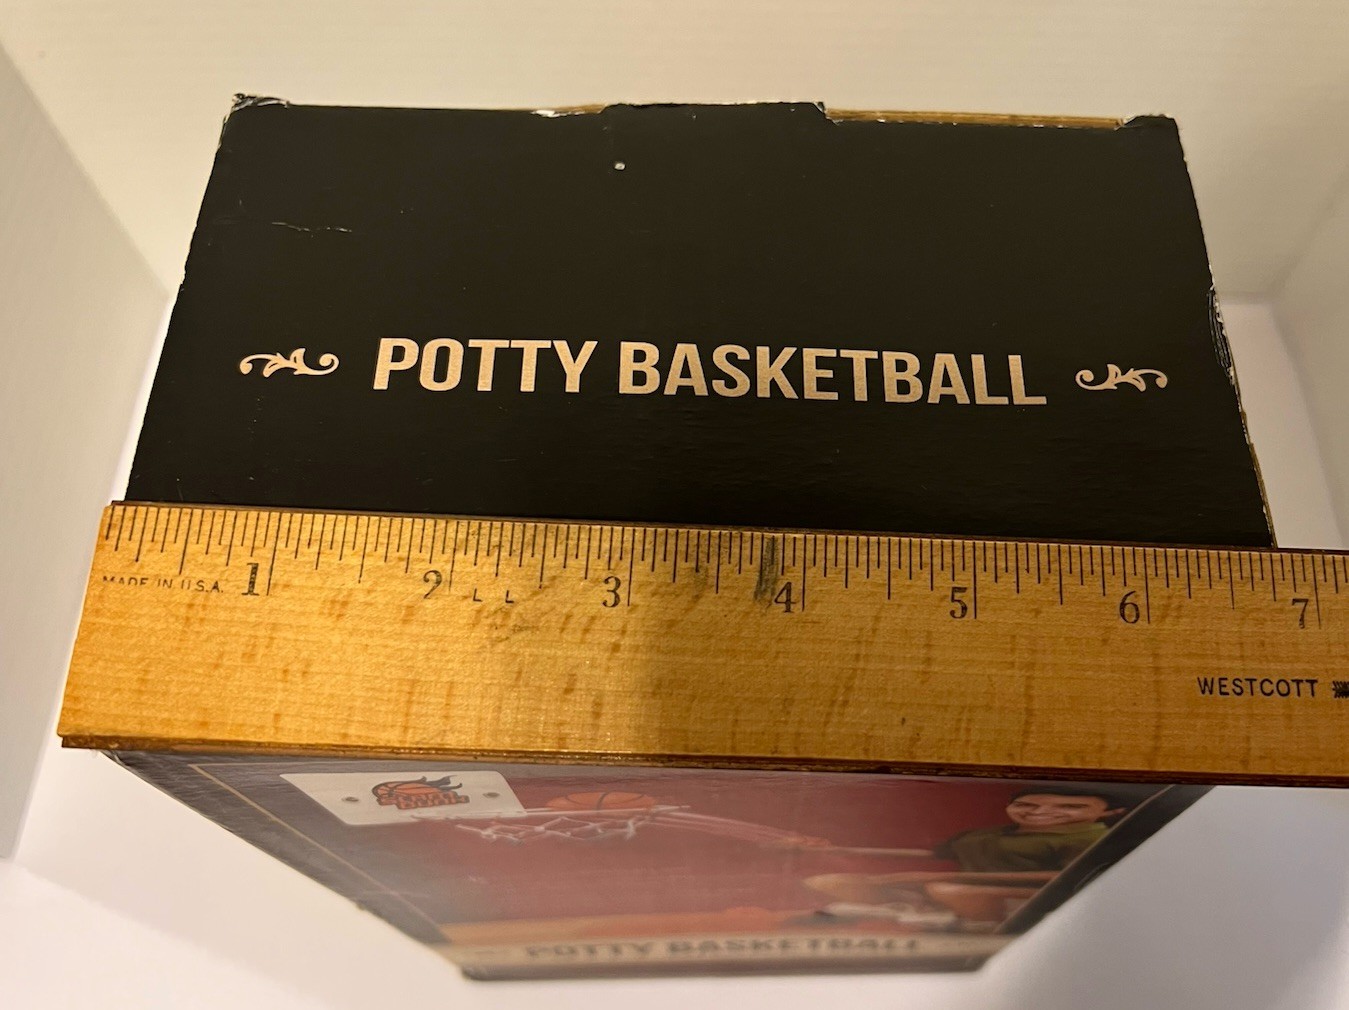 POTTY BASKETBALL
1 2 3 4 5 6 7
MADE IN U.S.A.
L L
WESTCOTT
POTTY BASKETBALL